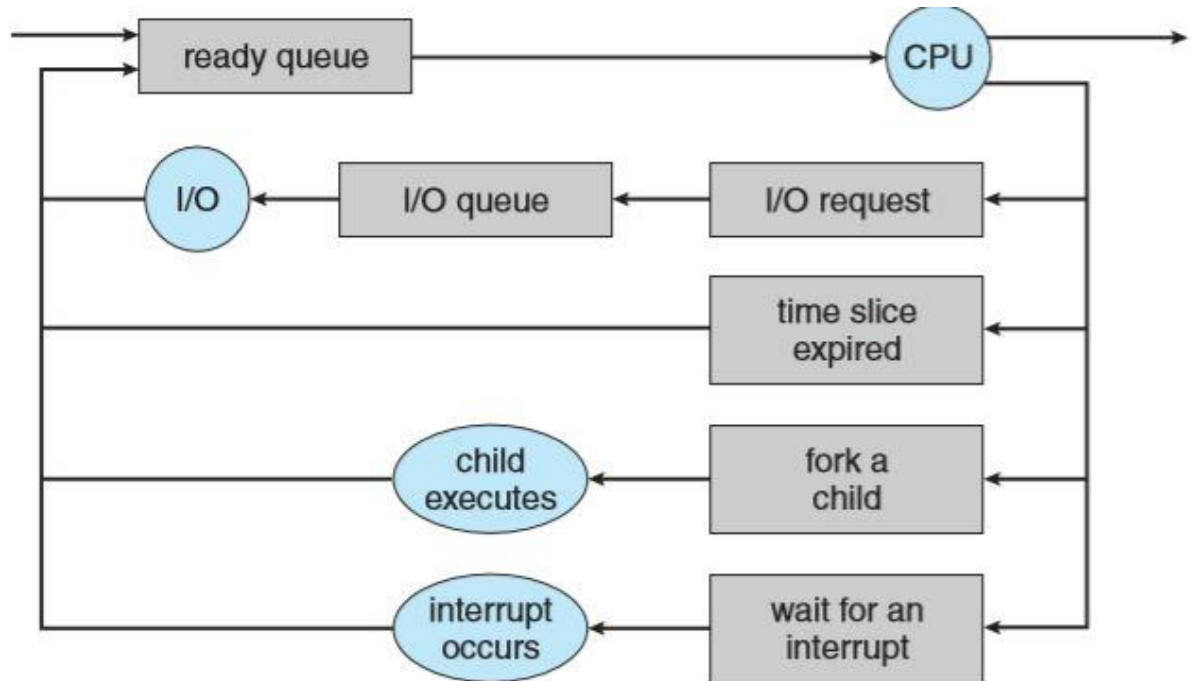 ready queue
CPU
I/O
I/O queue
I/O request
time slice
expired
child
executes
fork a
child
interrupt
occurs
wait for an
interrupt